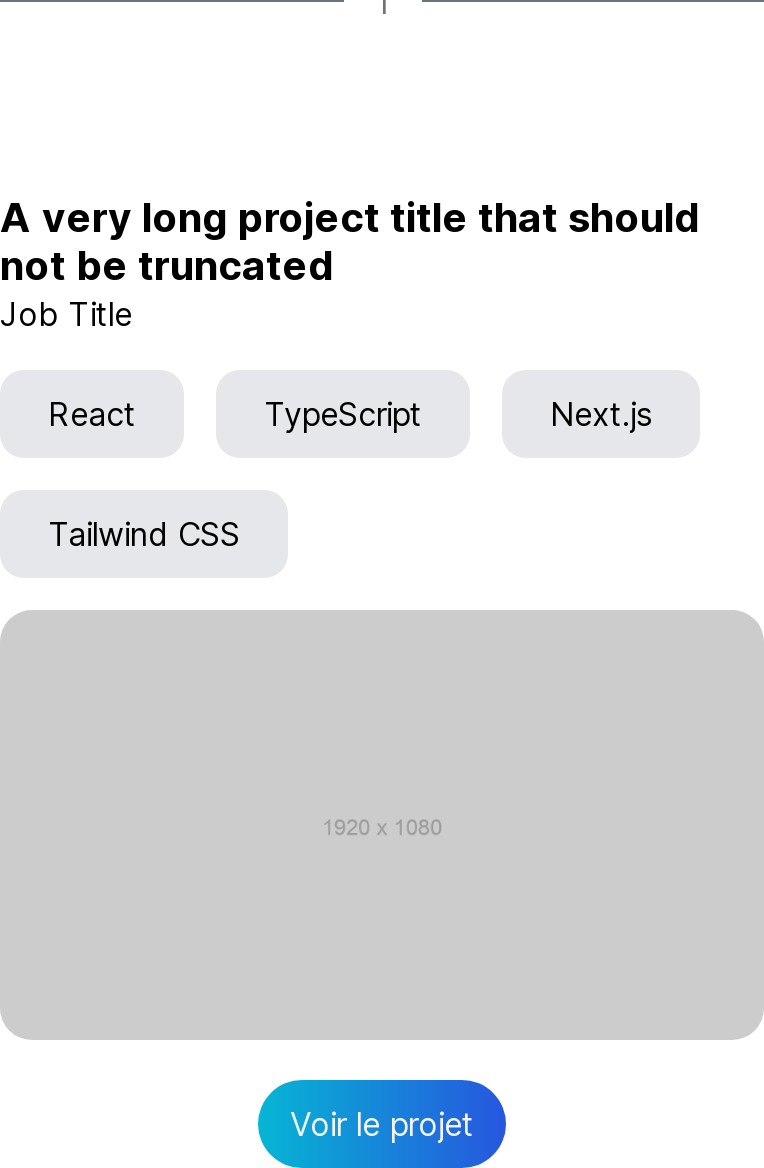 A very long project title that should
not be truncated
Job Title
React
TypeScript
Next.js
Tailwind CSS
1920 x 1080
Voir le projet